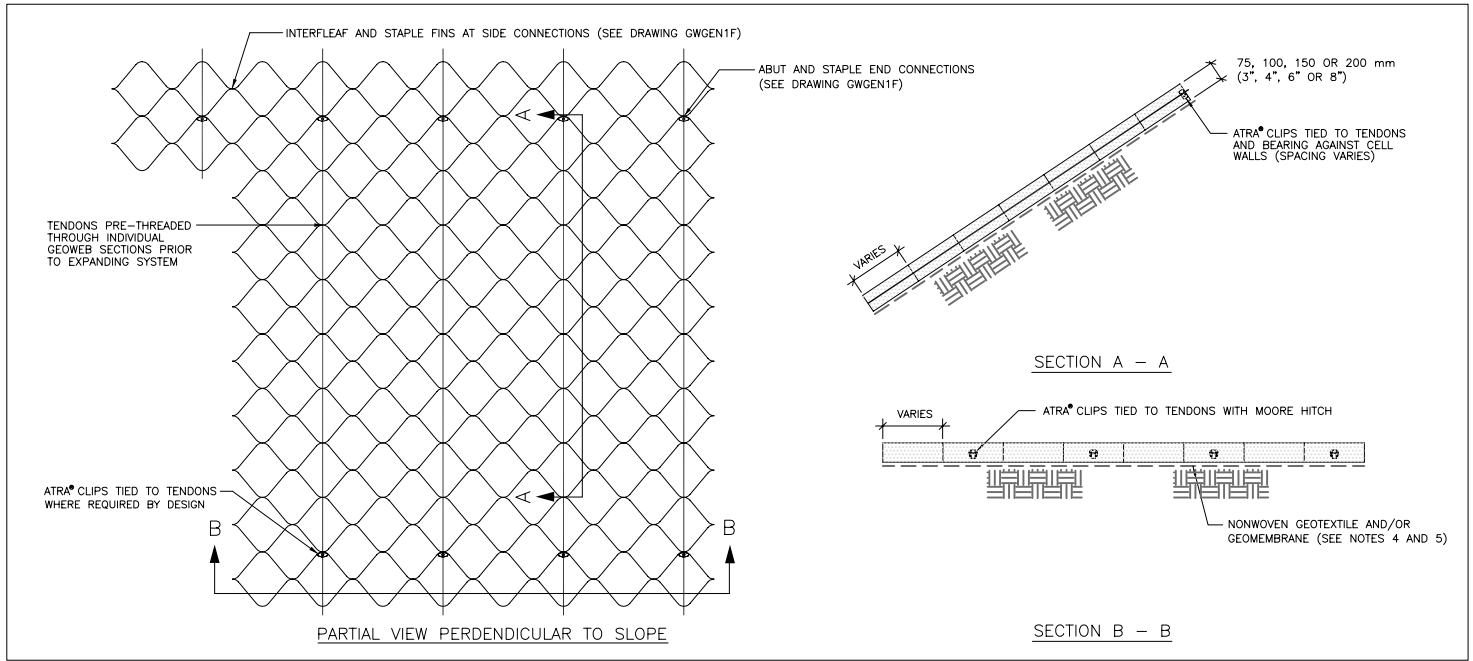 INTERFLEAF AND STAPLE FINS AT SIDE CONNECTIONS (SEE DRAWING GWGEN1F)
ABUT AND STAPLE END CONNECTIONS
(SEE DRAWING GWGEN1F)
A
TENDONS PRE-THREADED
THROUGH INDIVIDUAL
GEOWEB SECTIONS PRIOR
TO EXPANDING SYSTEM
ATRA® CLIPS TIED TO TENDONS
WHERE REQUIRED BY DESIGN
A
B
B
PARTIAL VIEW PERDENDICULAR TO SLOPE
75, 100, 150 OR 200 mm
(3", 4", 6" OR 8")
ATRA® CLIPS TIED TO TENDONS
AND BEARING AGAINST CELL
WALLS (SPACING VARIES)
VARIES
SECTION A - A
VARIES
ATRA® CLIPS TIED TO TENDONS WITH MOORE HITCH
NONWOVEN GEOTEXTILE AND/OR
GEOMEMBRANE (SEE NOTES 4 AND 5)
SECTION B - B